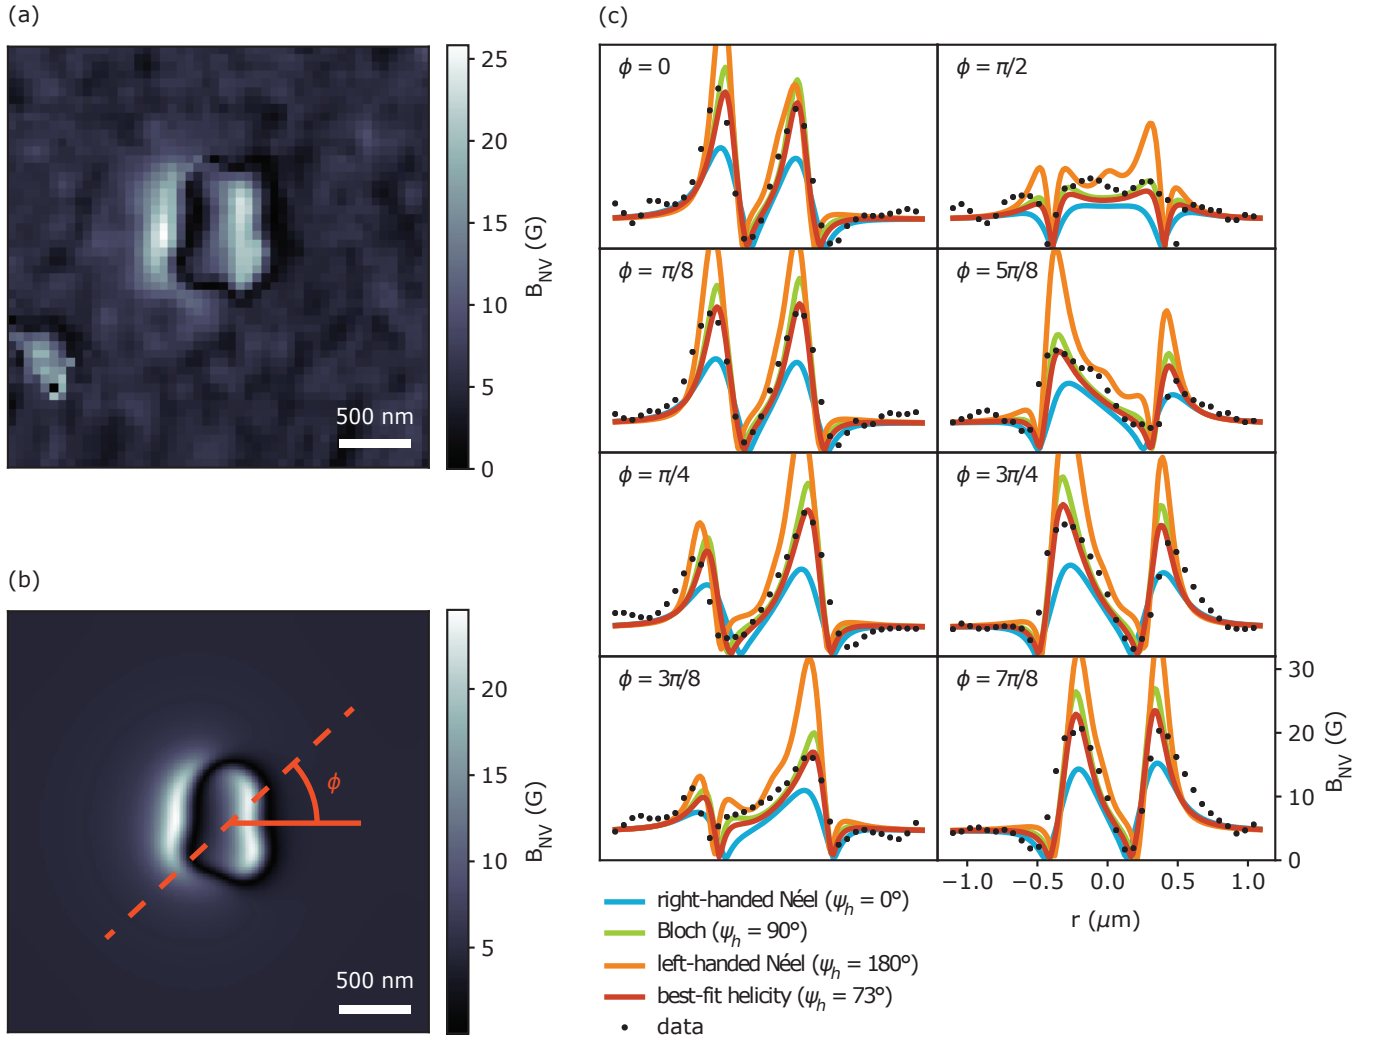 (a)
25
20
15
10
5
0
B_NV (G)
500 nm
(b)
20
15
10
5
B_NV (G)
ϕ
500 nm
(c)
ϕ = 0
ϕ = π/2
ϕ = π/8
ϕ = 5π/8
ϕ = π/4
ϕ = 3π/4
ϕ = 3π/8
ϕ = 7π/8
30
20
10
0
B_NV (G)
−1.0 −0.5 0.0 0.5 1.0
r (μm)
right-handed Néel (ψ_h = 0°)
Bloch (ψ_h = 90°)
left-handed Néel (ψ_h = 180°)
best-fit helicity (ψ_h = 73°)
data